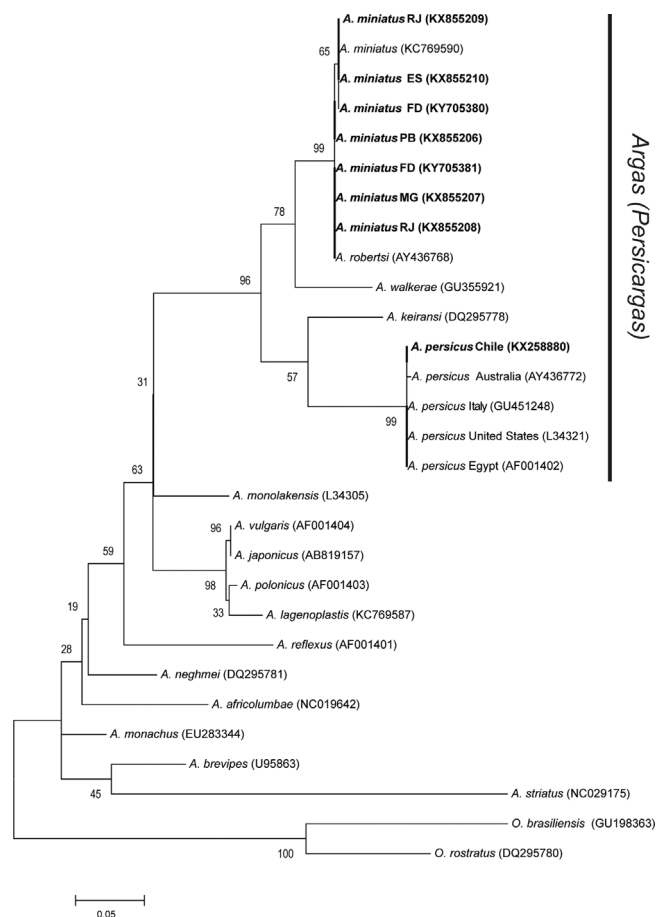 A. miniatus RJ (KX855209)
65
A. miniatus (KC769590)
A. miniatus ES (KX855210)
A. miniatus FD (KY705380)
A. miniatus PB (KX855206)
99
A. miniatus FD (KY705381)
A. miniatus MG (KX855207)
78
A. miniatus RJ (KX855208)
A. robertsi (AY436768)
96
A. walkerae (GU355921)
A. keiransi (DQ295778)
A. persicus Chile (KX258880)
57
A. persicus Australia (AY436772)
31
A. persicus Italy (GU451248)
99
A. persicus United States (L34321)
A. persicus Egypt (AF001402)
Argas (Persicargas)
63
A. monolakensis (L34305)
96
A. vulgaris (AF001404)
A. japonicus (AB819157)
59
98
A. polonicus (AF001403)
33
A. lagenoplastis (KC769587)
19
A. reflexus (AF001401)
28
A. neghmei (DQ295781)
A. africolumbae (NC019642)
A. monachus (EU283344)
A. brevipes (U95863)
45
A. striatus (NC029175)
O. brasiliensis (GU198363)
100
O. rostratus (DQ295780)
0.05